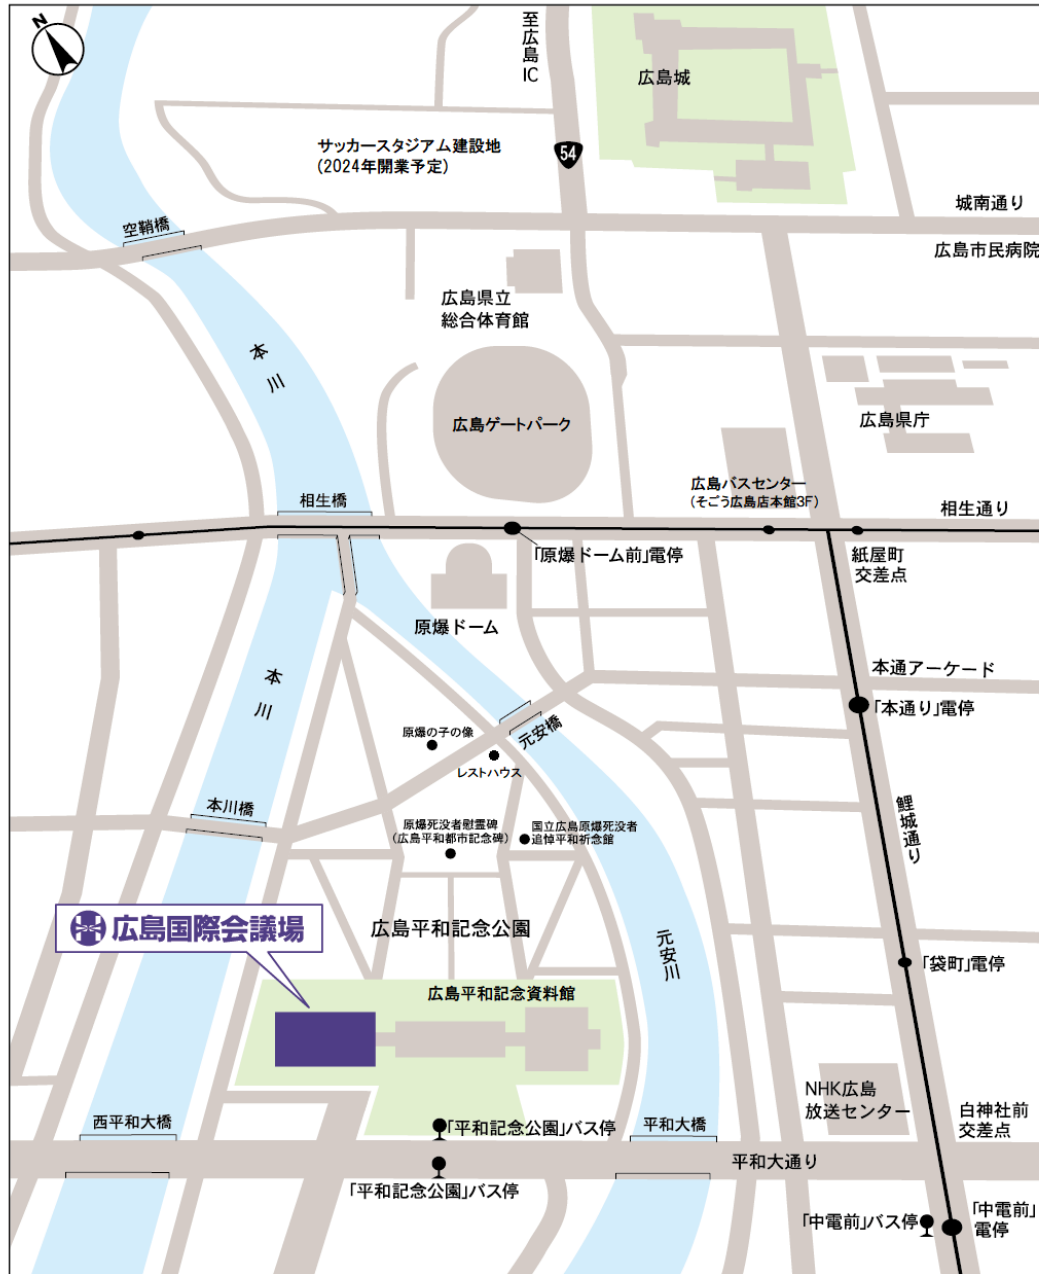 N
至広島IC
広島城
サッカースタジアム建設地
(2024年開業予定)
54
城南通り
空鞘橋
広島市民病院
広島県立
総合体育館
本川
広島ゲートパーク
広島県庁
広島バスセンター
(そごう広島店本館3F)
相生橋
相生通り
「原爆ドーム前」電停
紙屋町
交差点
原爆ドーム
本通アーケード
本川
「本通り」電停
元安橋
原爆の子の像
レストハウス
本川橋
鯉城通り
原爆死没者慰霊碑
(広島平和都市記念碑)
国立広島原爆死没者
追悼平和祈念館
広島国際会議場
広島平和記念公園
元安川
「袋町」電停
広島平和記念資料館
NHK広島
放送センター
白神社前
交差点
西平和大橋
「平和記念公園」バス停
平和大橋
平和大通り
「平和記念公園」バス停
「中電前」バス停
「中電前」
電停